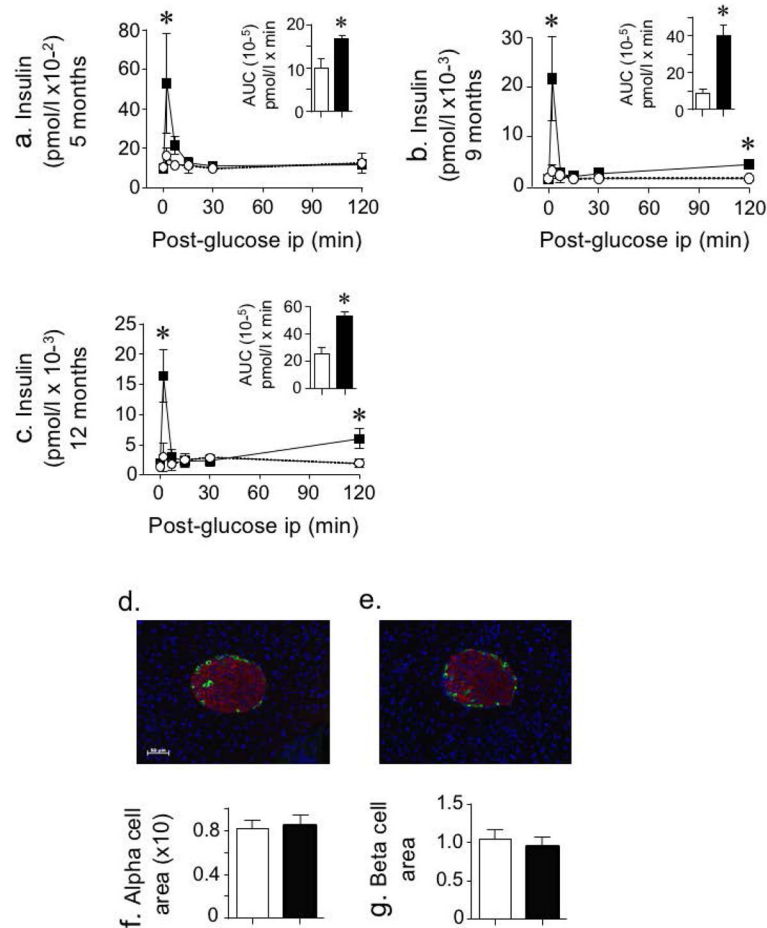 a. Insulin
(pmol/l x10-2)
5 months
80
60
40
20
0
*
0 30 60 90 120
Post-glucose ip (min)
AUC (10-5)
pmol/l x min
20
10
0
*
b. Insulin
(pmol/l x10-3)
9 months
30
20
10
0
*
*
0 30 60 90 120
Post-glucose ip (min)
AUC (10-5)
pmol/l x min
40
20
0
*
c. Insulin
(pmol/l x 10-3)
12 months
25
20
15
10
5
0
*
*
0 30 60 90 120
Post-glucose ip (min)
AUC (10-5)
pmol/l x min
60
40
20
0
*
d.
e.
50 µm
f. Alpha cell
area (x10)
0.8
0.4
0
g. Beta cell
area
1.5
1.0
0.5
0